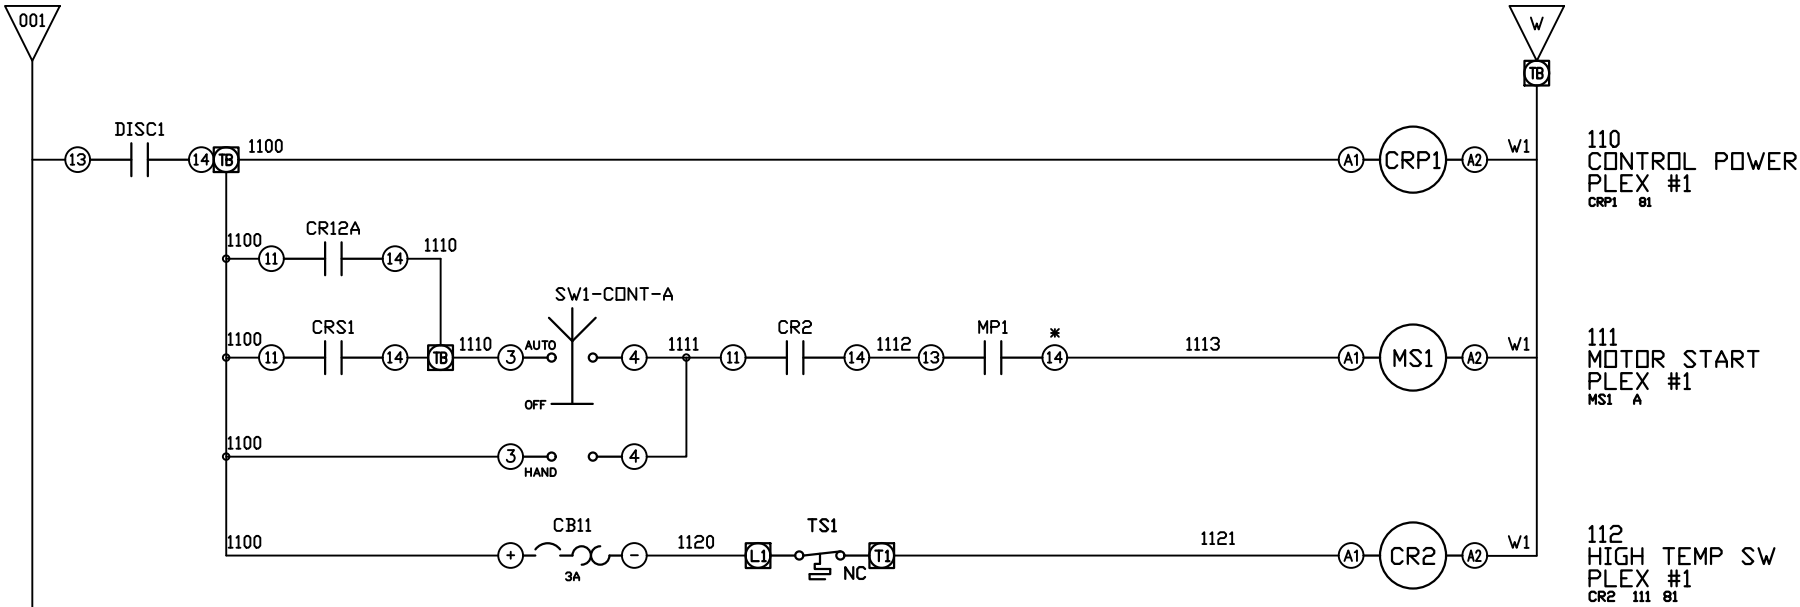 001
W
TB
DISC1
13
14
TB
1100
A1
CRP1
A2
W1
110
CONTROL POWER
PLEX #1
CRP1 81
CR12A
1100
11
14
1110
SW1-CONT-A
CRS1
1100
11
14
TB
1110
3
AUTO
OFF
4
1111
CR2
11
14
1112
MP1
13
*
14
1113
A1
MS1
A2
W1
111
MOTOR START
PLEX #1
MS1 A
1100
3
HAND
4
1100
CB11
+
-
3A
1120
TS1
L1
T1
NC
1121
A1
CR2
A2
W1
112
HIGH TEMP SW
PLEX #1
CR2 111 81